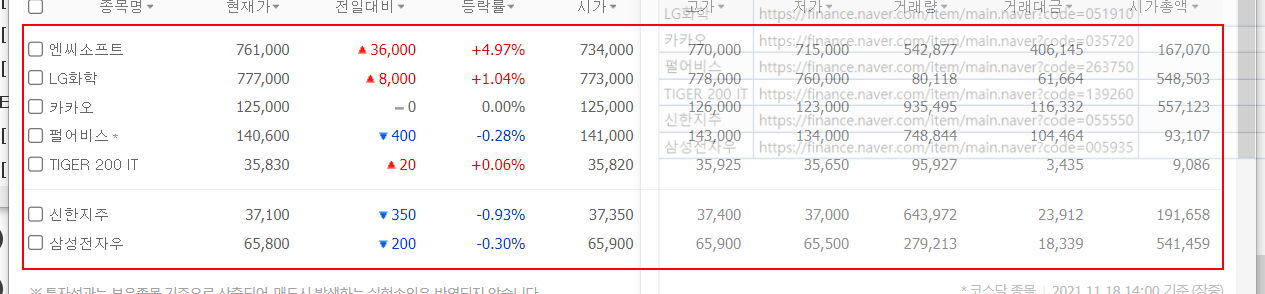 종목명 현재가 전일대비 등락률 시가 고가 저가 거래량 거래대금 시가총액
LG화학 https://finance.naver.com/item/main.naver?code=051910
엔씨소프트 761,000 36,000 +4.97% 734,000 770,000 715,000 542,877 406,145 167,070
카카오 https://finance.naver.com/item/main.naver?code=035720
펄어비스 https://finance.naver.com/item/main.naver?code=263750
LG화학 777,000 8,000 +1.04% 773,000 778,000 760,000 80,118 61,664 548,503
TIGER 200 IT https://finance.naver.com/item/main.naver?code=139260
카카오 125,000 0 0.00% 125,000 126,000 123,000 935,495 116,332 557,123
신한지주 https://finance.naver.com/item/main.naver?code=055550
펄어비스 * 140,600 400 -0.28% 141,000 143,000 134,000 748,844 104,464 93,107
삼성전자우 https://finance.naver.com/item/main.naver?code=005935
TIGER 200 IT 35,830 20 +0.06% 35,820 35,925 35,650 95,927 3,435 9,086
신한지주 37,100 350 -0.93% 37,350 37,400 37,000 643,972 23,912 191,658
삼성전자우 65,800 200 -0.30% 65,900 65,900 65,500 279,213 18,339 541,459
※ 투자성과는 보유종목 기준으로 산출되어, 매도시 발생하는 실현손익은 반영되지 않습니다. * 코스닥 종목 | 2021.11.18 14:00 기준 (장중)